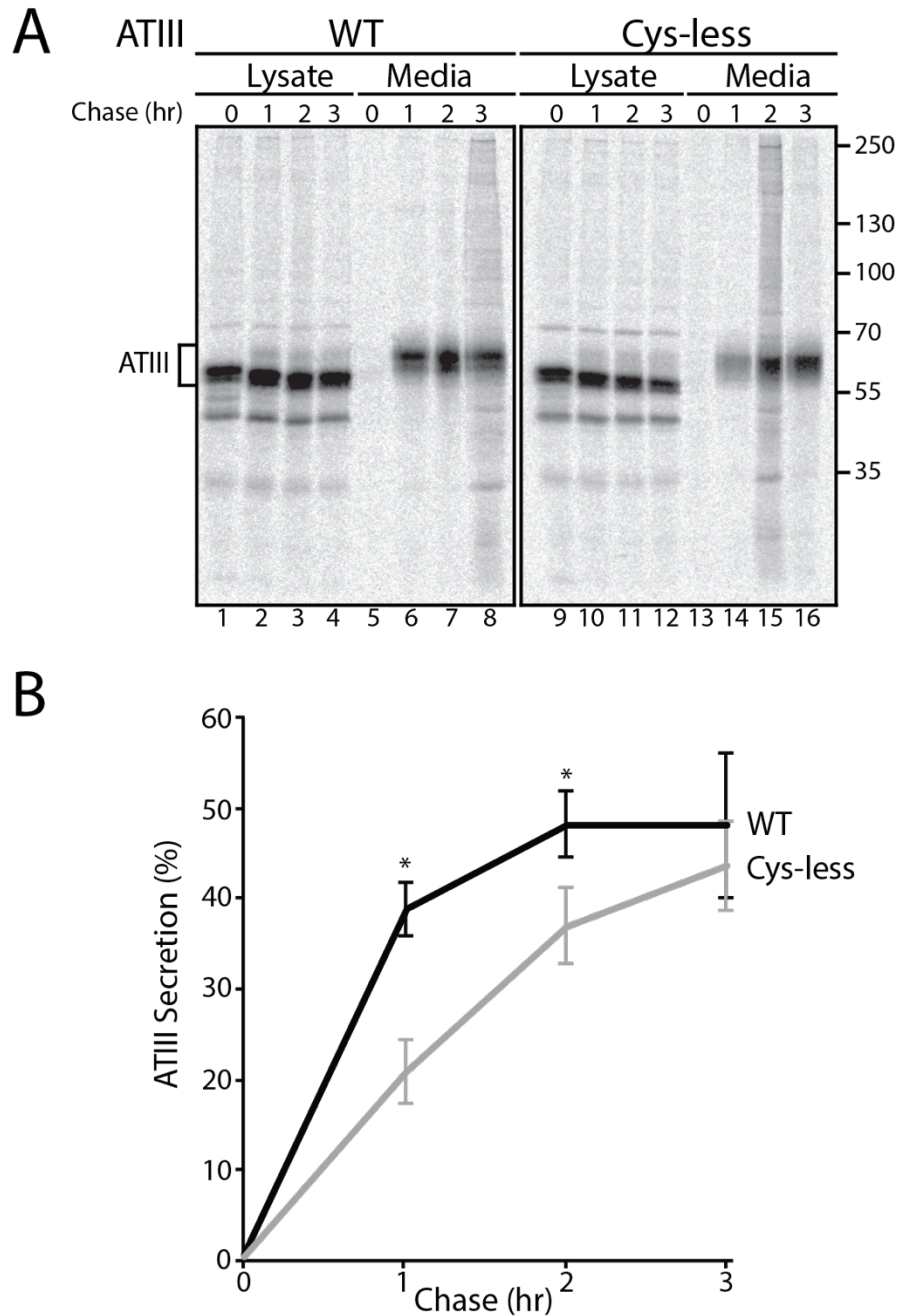 A
ATIII WT Cys-less
Lysate Media Lysate Media
Chase (hr) 0 1 2 3 0 1 2 3 0 1 2 3 0 1 2 3
250
130
100
70
ATIII
55
35
1 2 3 4 5 6 7 8 9 10 11 12 13 14 15 16
B
60
*
50
WT
*
Cys-less
40
30
20
10
0
ATIII Secretion (%)
0 1 2 3
Chase (hr)